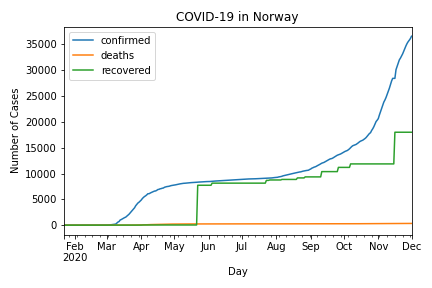 COVID-19 in Norway
confirmed
deaths
recovered
Number of Cases
35000
30000
25000
20000
15000
10000
5000
0
Feb Mar Apr May Jun Jul Aug Sep Oct Nov Dec
2020
Day